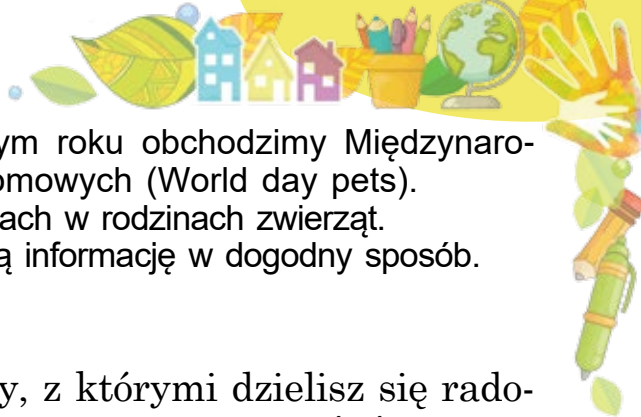 ym roku obchodzimy Międzynaro-
omowych (World day pets).
ach w rodzinach zwierząt.
ą informację w dogodny sposób.
y, z którymi dzielisz się rado-